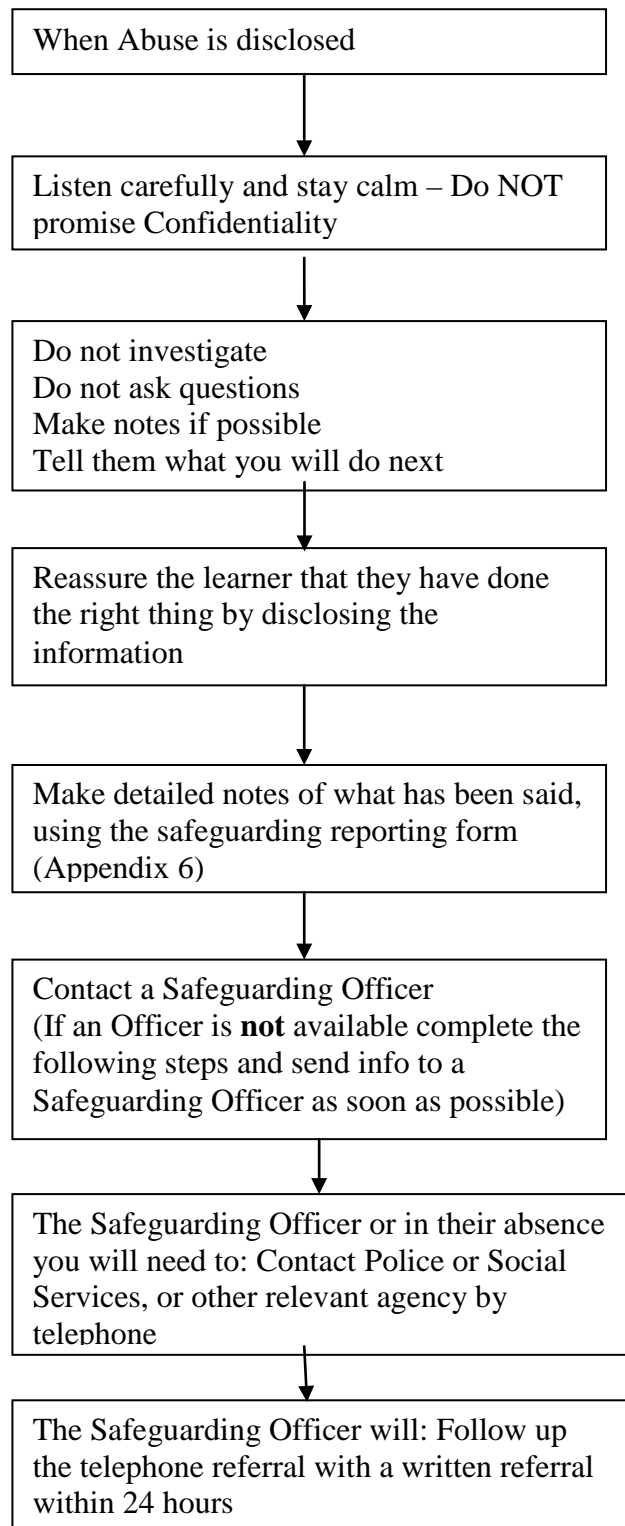 When Abuse is disclosed
Listen carefully and stay calm – Do NOT
promise Confidentiality
Do not investigate
Do not ask questions
Make notes if possible
Tell them what you will do next
Reassure the learner that they have done
the right thing by disclosing the
information
Make detailed notes of what has been said,
using the safeguarding reporting form
(Appendix 6)
Contact a Safeguarding Officer
(If an Officer is not available complete the
following steps and send info to a
Safeguarding Officer as soon as possible)
The Safeguarding Officer or in their absence
you will need to: Contact Police or Social
Services, or other relevant agency by
telephone
The Safeguarding Officer will: Follow up
the telephone referral with a written referral
within 24 hours